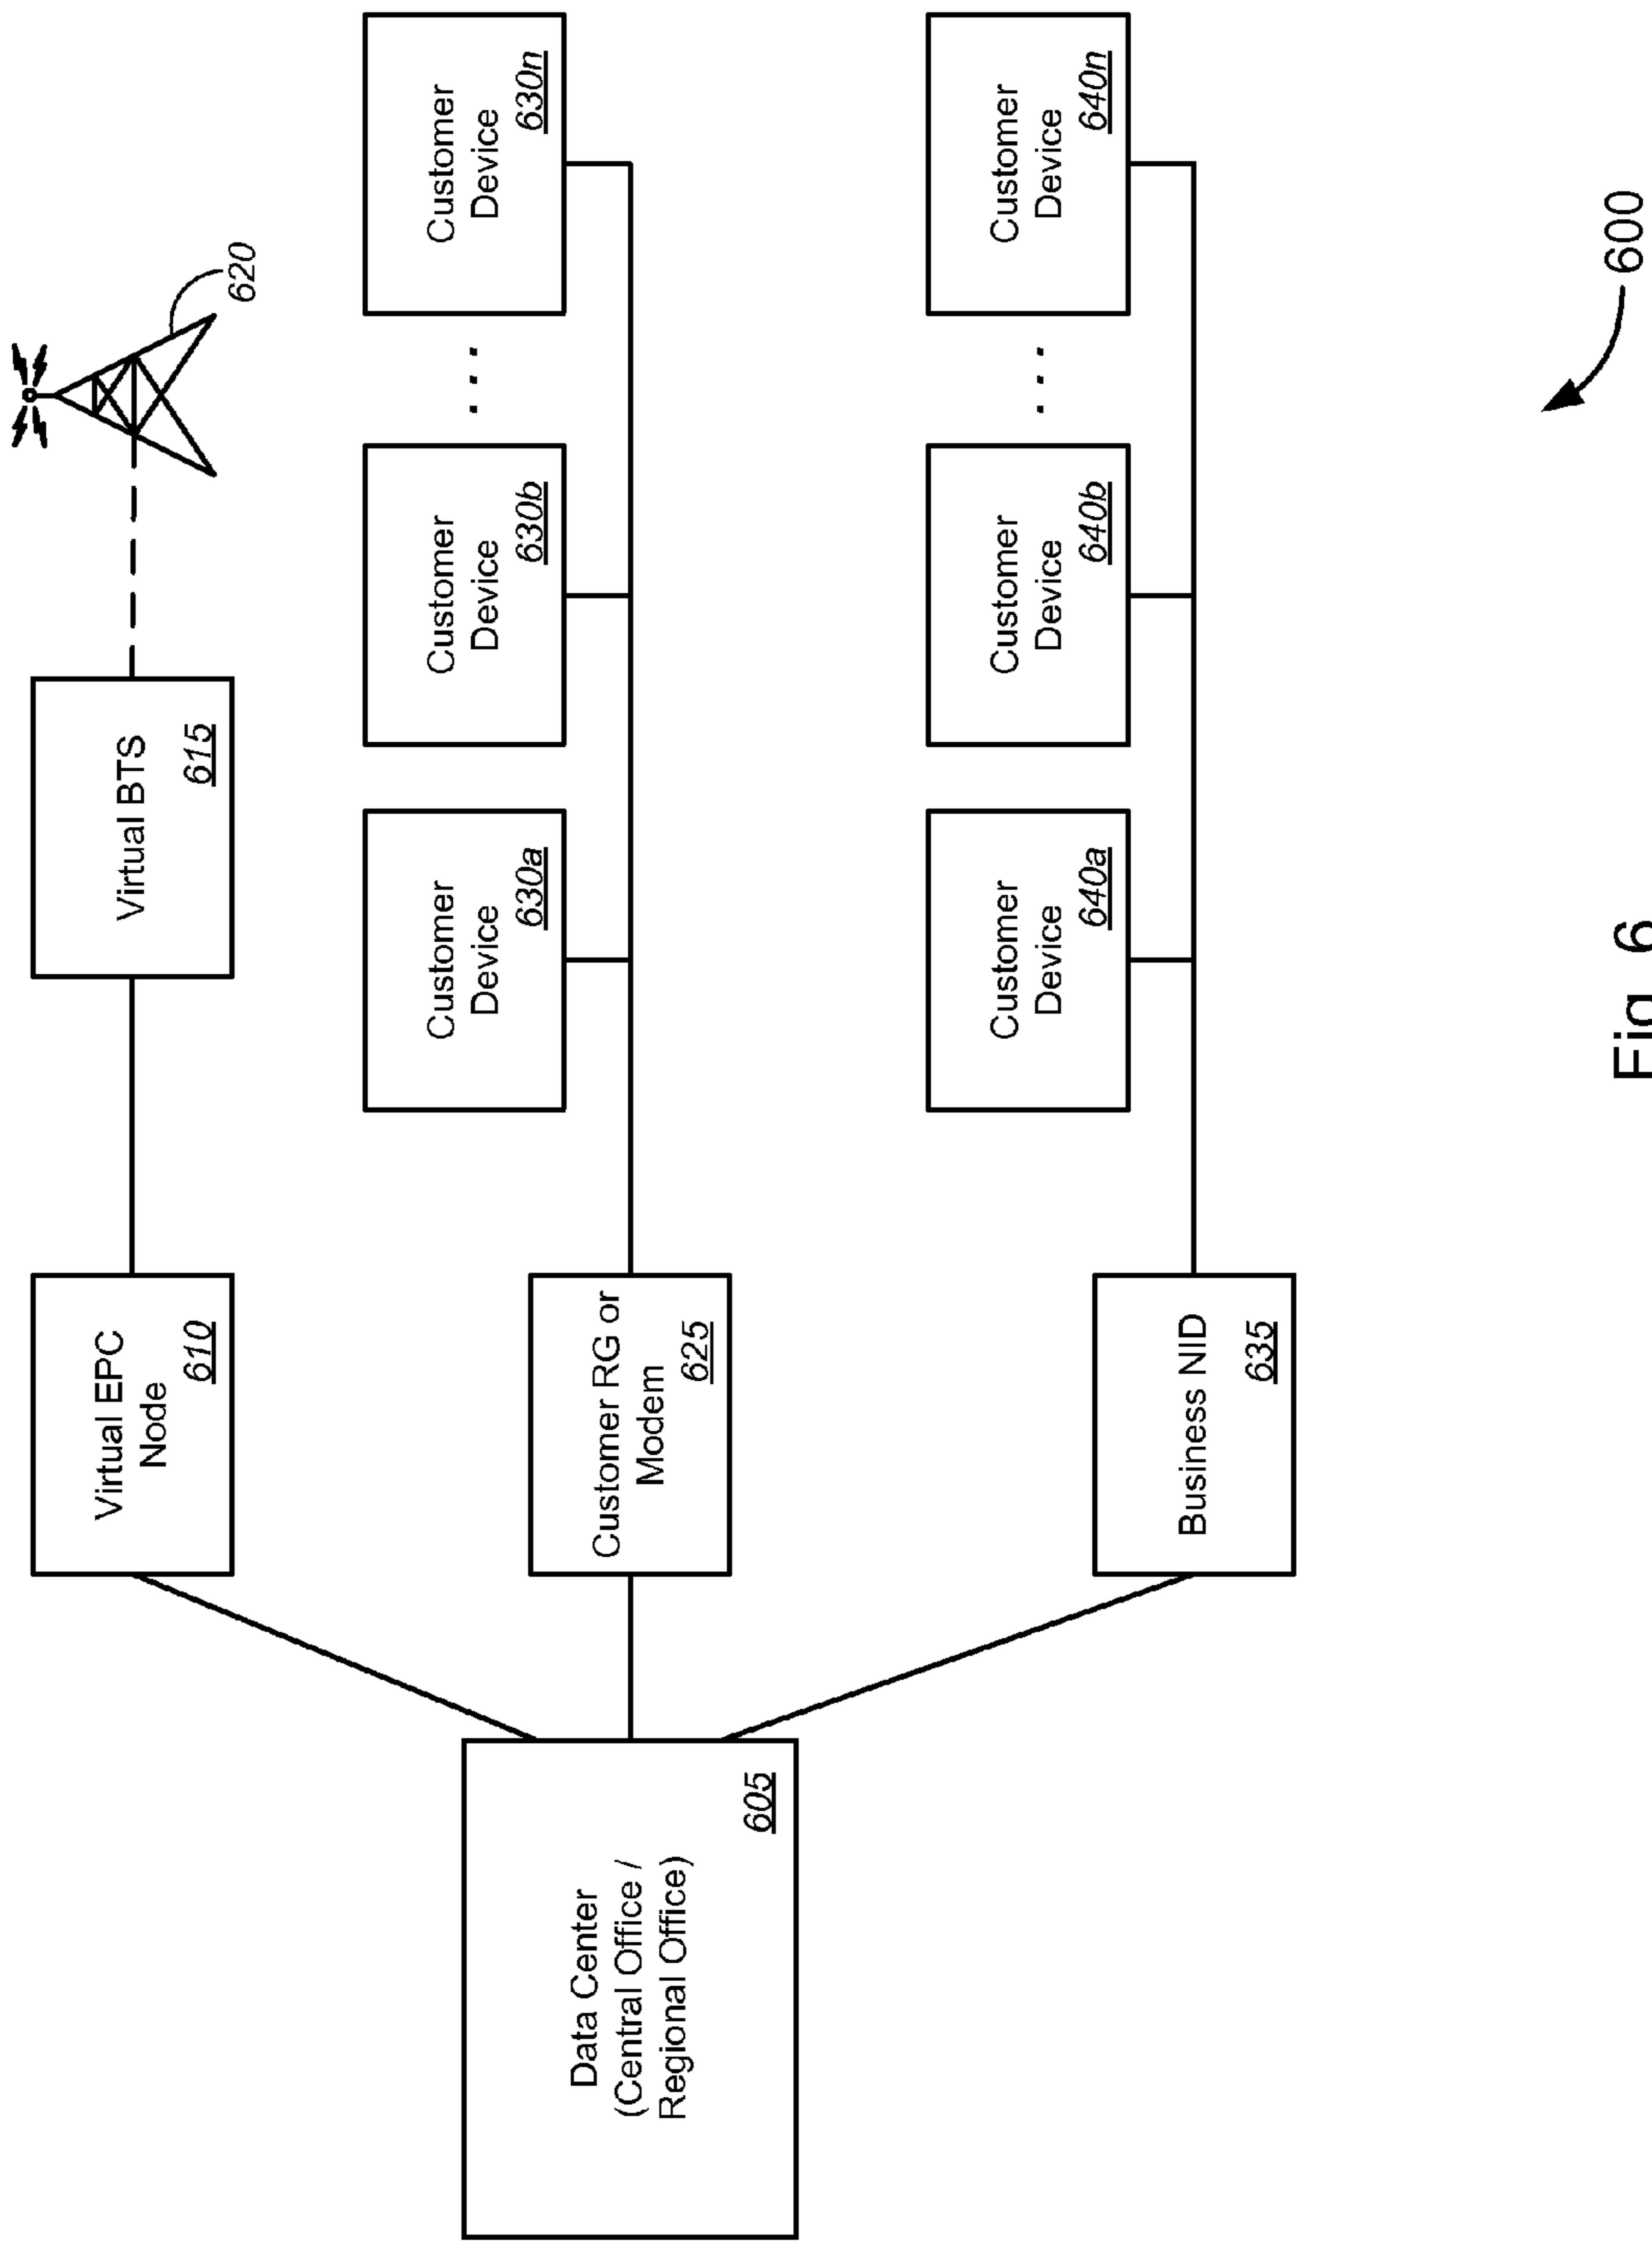 Virtual EPC
Node
610
Virtual BTS
615
620
Customer
Device
630a
Customer
Device
630b
. . .
Customer
Device
630n
Data Center
(Central Office /
Regional Office)
605
Customer RG or
Modem
625
Customer
Device
640a
Customer
Device
640b
. . .
Customer
Device
640n
Business NID
635
600
Fig. 6